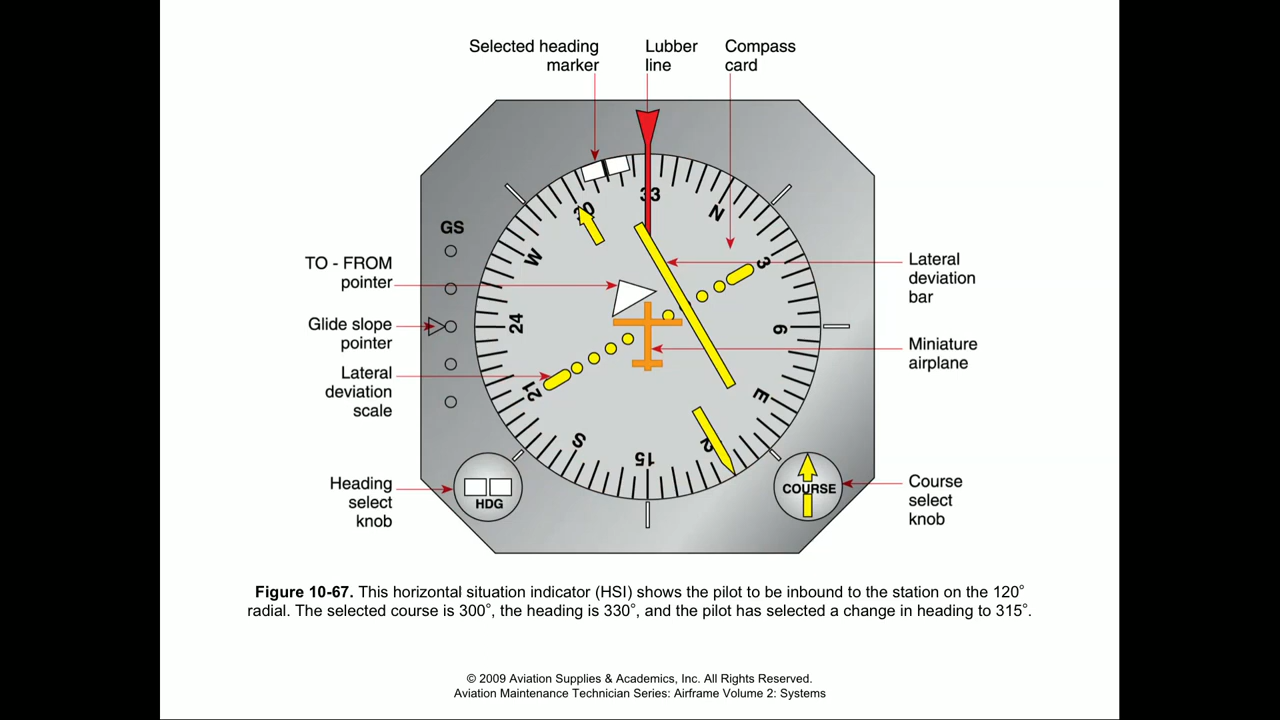 Selected heading
marker
Lubber
line
Compass
card
33
30
N
GS
W
3
TO - FROM
pointer
Lateral
deviation
bar
Glide slope
pointer
24
6
Miniature
airplane
Lateral
deviation
scale
21
E
S
15
Heading
select
knob
HDG
COURSE
Course
select
knob
Figure 10-67. This horizontal situation indicator (HSI) shows the pilot to be inbound to the station on the 120°
radial. The selected course is 300°, the heading is 330°, and the pilot has selected a change in heading to 315°.
© 2009 Aviation Supplies & Academics, Inc. All Rights Reserved.
Aviation Maintenance Technician Series: Airframe Volume 2: Systems